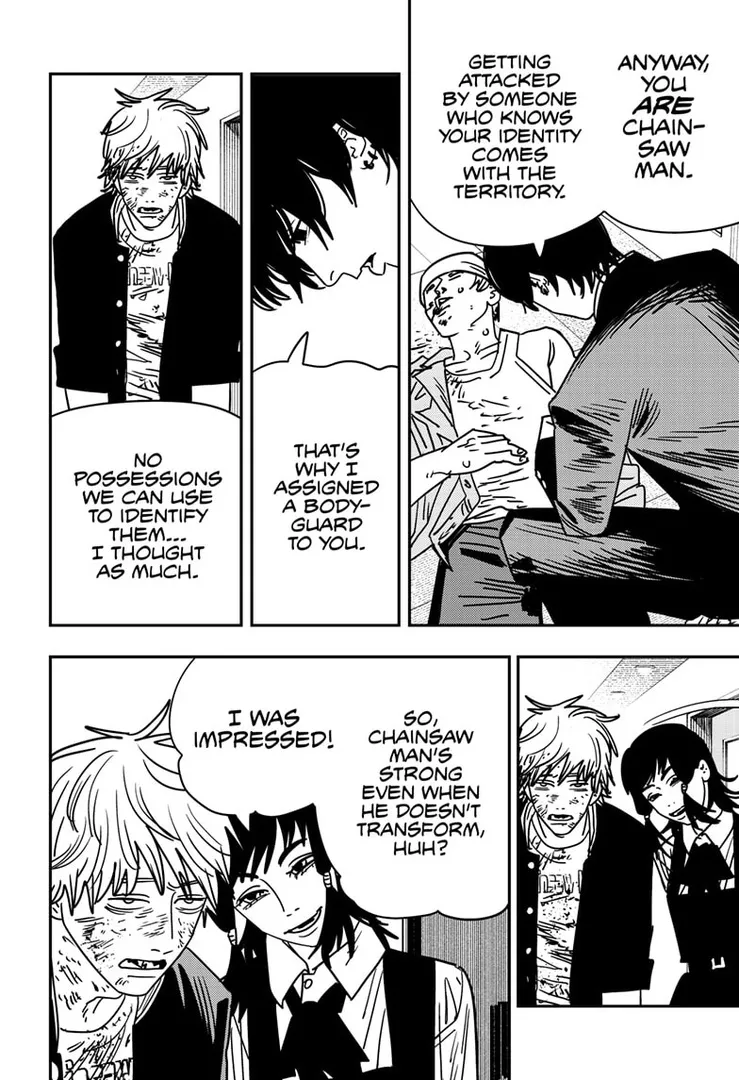 ANYWAY,
YOU
ARE
CHAIN-
SAW
MAN.
GETTING
ATTACKED
BY SOMEONE
WHO KNOWS
YOUR IDENTITY
COMES
WITH THE
TERRITORY.
THAT'S
WHY I
ASSIGNED
A BODY-
GUARD
TO YOU.
NO
POSSESSIONS
WE CAN USE
TO IDENTIFY
THEM...
I THOUGHT
AS MUCH.
SO,
CHAINSAW
MAN'S
STRONG
EVEN WHEN
HE DOESN'T
TRANSFORM,
HUH?
I WAS
IMPRESSED!